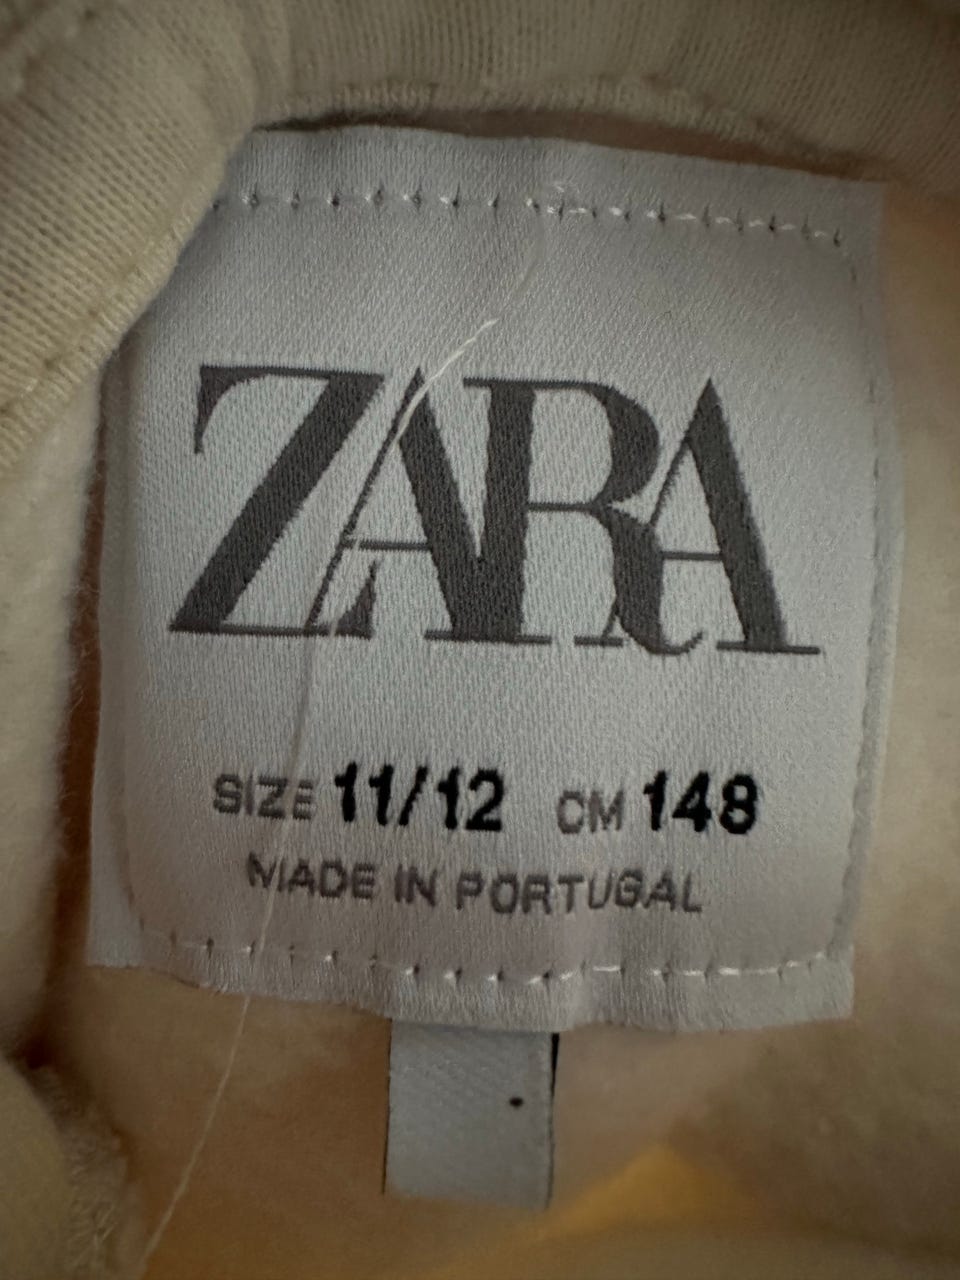 ZARA
SIZE 11/12 CM 148
MADE IN PORTUGAL